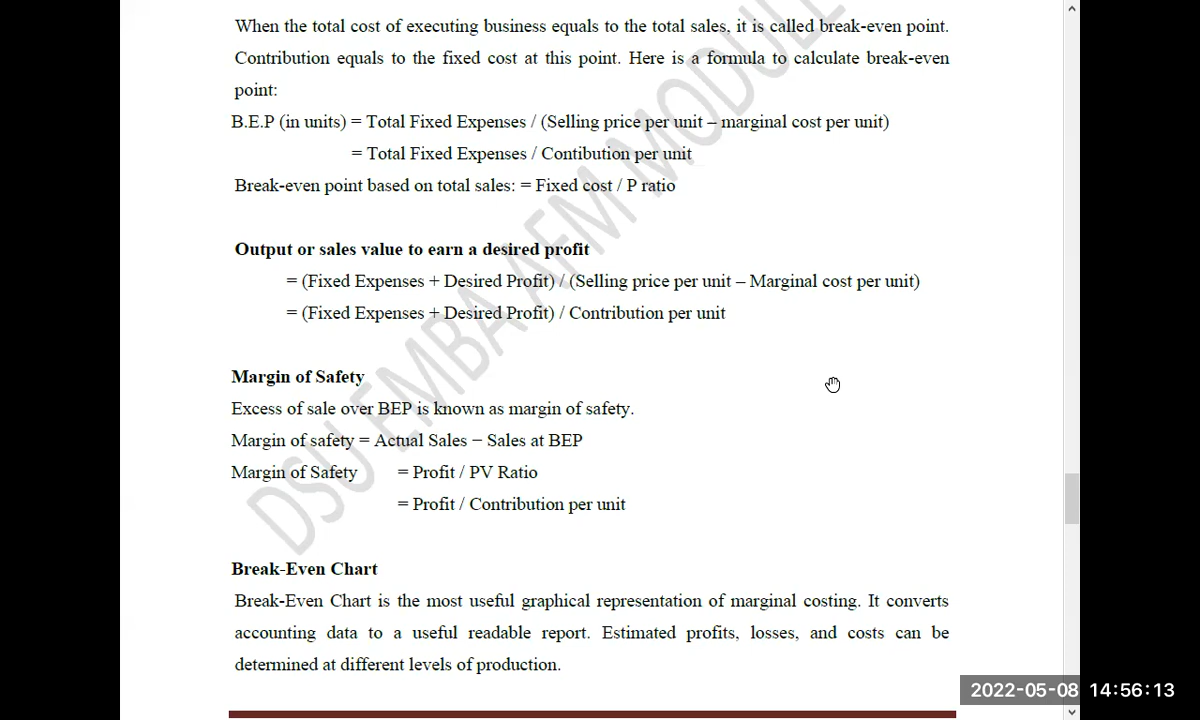 When the total cost of executing business equals to the total sales, it is called break-even point.
Contribution equals to the fixed cost at this point. Here is a formula to calculate break-even
point:
B.E.P (in units) = Total Fixed Expenses / (Selling price per unit – marginal cost per unit)
= Total Fixed Expenses / Contibution per unit
Break-even point based on total sales: = Fixed cost / P ratio
Output or sales value to earn a desired profit
= (Fixed Expenses + Desired Profit) / (Selling price per unit – Marginal cost per unit)
= (Fixed Expenses + Desired Profit) / Contribution per unit
Margin of Safety
Excess of sale over BEP is known as margin of safety.
Margin of safety = Actual Sales − Sales at BEP
Margin of Safety = Profit / PV Ratio
= Profit / Contribution per unit
Break-Even Chart
Break-Even Chart is the most useful graphical representation of marginal costing. It converts
accounting data to a useful readable report. Estimated profits, losses, and costs can be
determined at different levels of production.
DSU EMBA AFM MODULE
2022-05-08 14:56:13